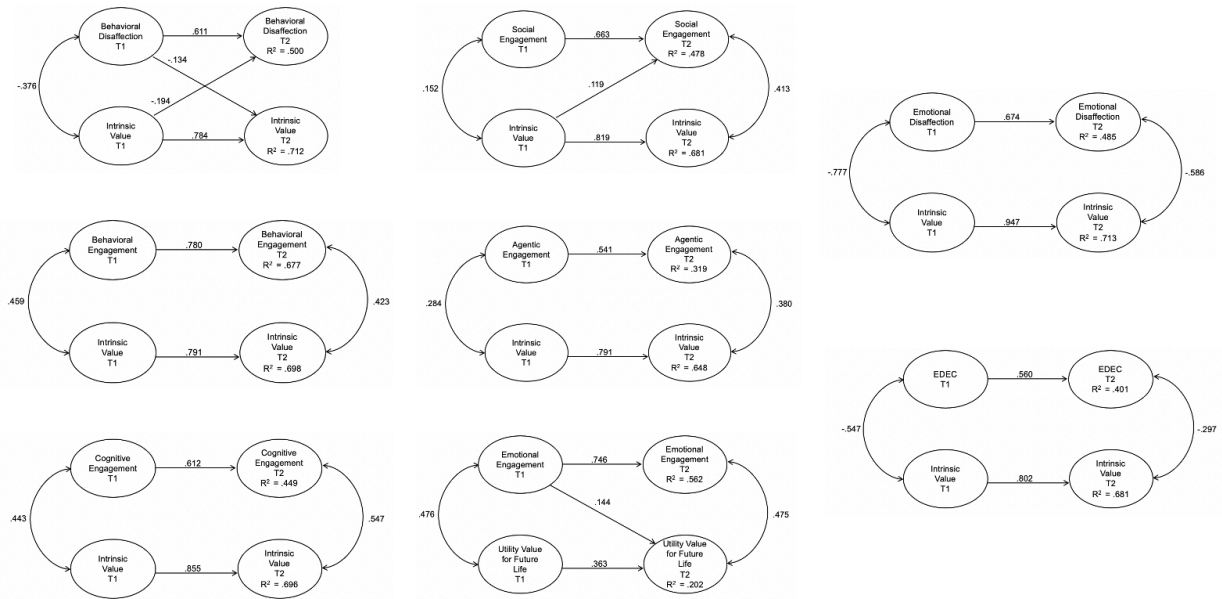 Behavioral
Disaffection
T1
.611
Behavioral
Disaffection
T2
R² = .500
-.376
-.134
-.194
Intrinsic
Value
T1
.784
Intrinsic
Value
T2
R² = .712
Social
Engagement
T1
.663
Social
Engagement
T2
R² = .478
.152
.119
.413
Intrinsic
Value
T1
.819
Intrinsic
Value
T2
R² = .681
Emotional
Disaffection
T1
.674
Emotional
Disaffection
T2
R² = .485
-.777
-.586
Intrinsic
Value
T1
.947
Intrinsic
Value
T2
R² = .713
Behavioral
Engagement
T1
.780
Behavioral
Engagement
T2
R² = .677
.459
.423
Intrinsic
Value
T1
.791
Intrinsic
Value
T2
R² = .698
Agentic
Engagement
T1
.541
Agentic
Engagement
T2
R² = .319
.284
.380
Intrinsic
Value
T1
.791
Intrinsic
Value
T2
R² = .648
EDEC
T1
.560
EDEC
T2
R² = .401
-.547
-.297
Intrinsic
Value
T1
.802
Intrinsic
Value
T2
R² = .681
Cognitive
Engagement
T1
.612
Cognitive
Engagement
T2
R² = .449
.443
.547
Intrinsic
Value
T1
.855
Intrinsic
Value
T2
R² = .696
Emotional
Engagement
T1
.746
Emotional
Engagement
T2
R² = .562
.476
.144
.475
Utility Value
for Future
Life
T1
.363
Utility Value
for Future
Life
T2
R² = .202